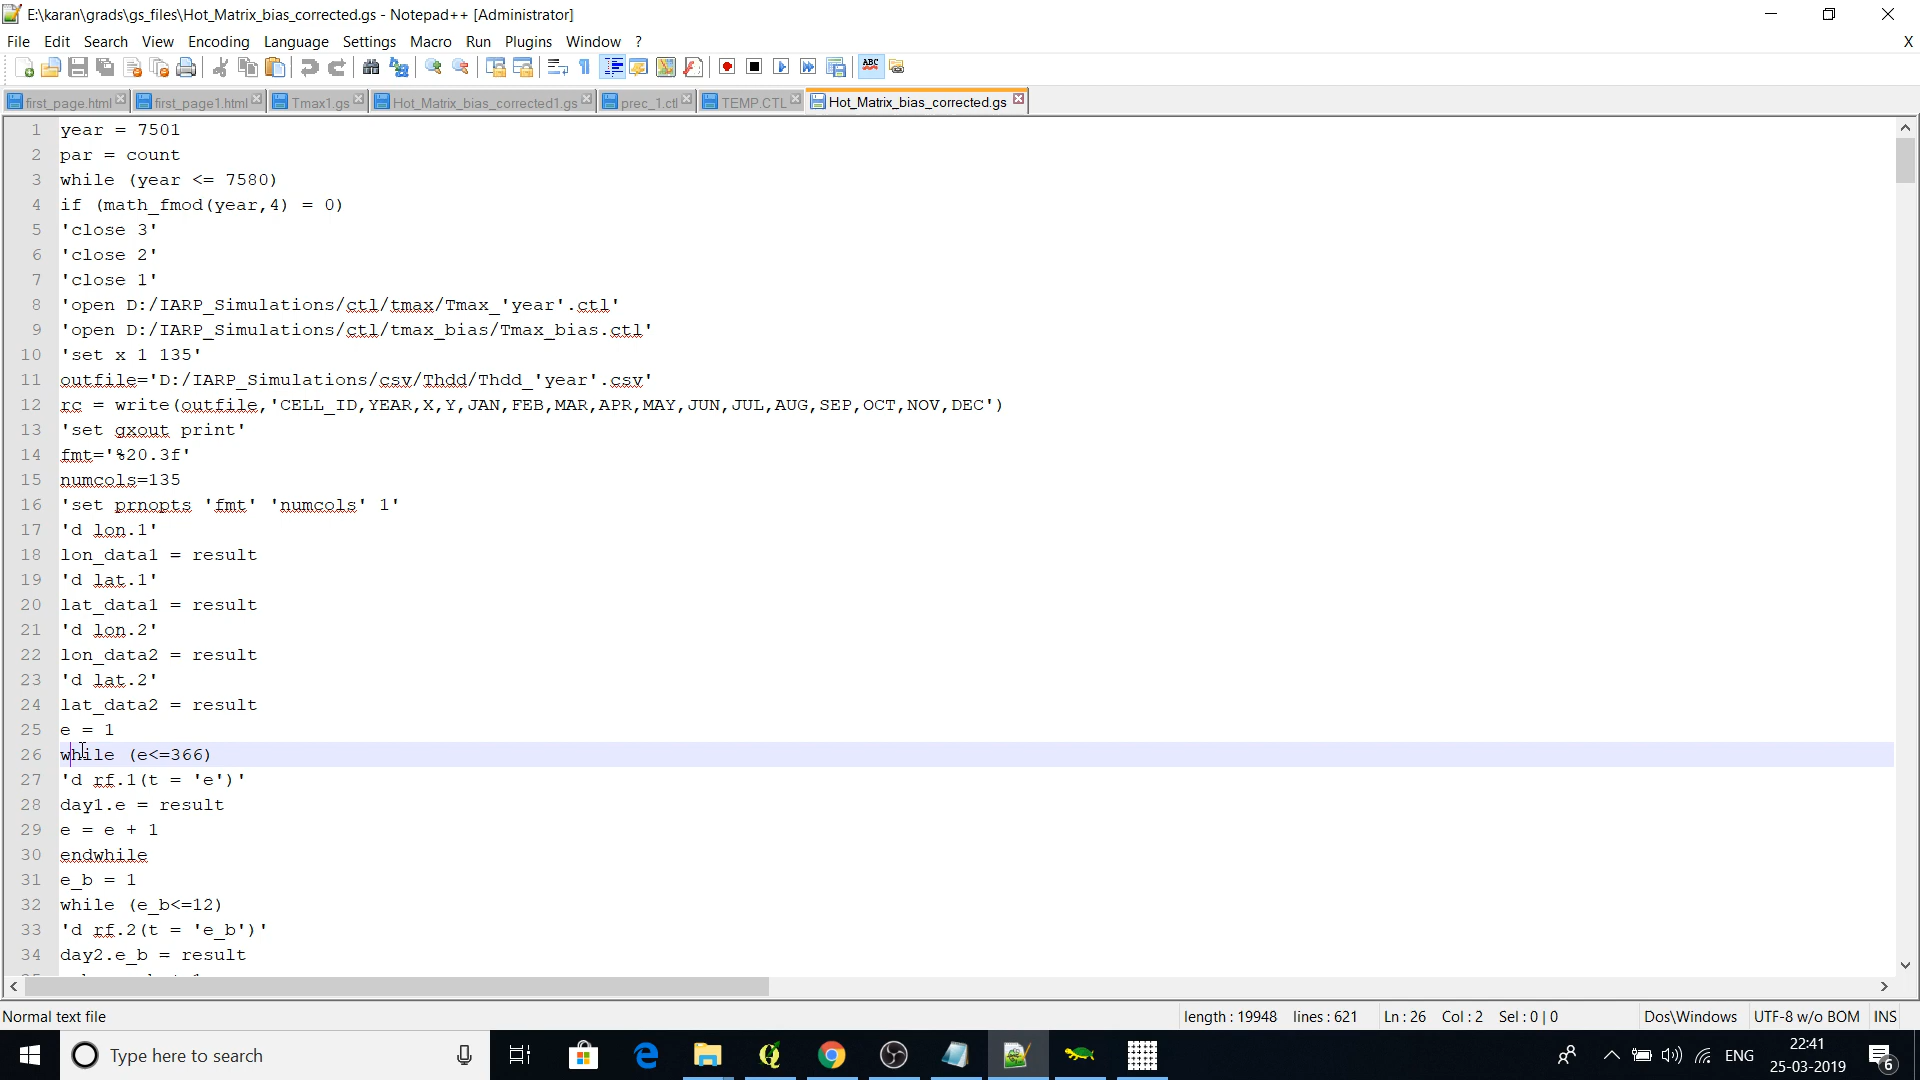 E:\karan\grads\gs_files\Hot_Matrix_bias_corrected.gs - Notepad++ [Administrator]
File Edit Search View Encoding Language Settings Macro Run Plugins Window ? X
first_page.html first_page1.html Tmax1.gs Hot_Matrix_bias_corrected1.gs prec_1.ctl TEMP.CTL Hot_Matrix_bias_corrected.gs
1 year = 7501
2 par = count
3 while (year <= 7580)
4 if (math_fmod(year,4) = 0)
5 'close 3'
6 'close 2'
7 'close 1'
8 'open D:/IARP_Simulations/ctl/tmax/Tmax_'year'.ctl'
9 'open D:/IARP_Simulations/ctl/tmax_bias/Tmax_bias.ctl'
10 'set x 1 135'
11 outfile='D:/IARP_Simulations/csv/Thdd/Thdd_'year'.csv'
12 rc = write(outfile,'CELL_ID,YEAR,X,Y,JAN,FEB,MAR,APR,MAY,JUN,JUL,AUG,SEP,OCT,NOV,DEC')
13 'set gxout print'
14 fmt='%20.3f'
15 numcols=135
16 'set prnopts 'fmt' 'numcols' 1'
17 'd lon.1'
18 lon_data1 = result
19 'd lat.1'
20 lat_data1 = result
21 'd lon.2'
22 lon_data2 = result
23 'd lat.2'
24 lat_data2 = result
25 e = 1
26 while (e<=366)
27 'd rf.1(t = 'e')'
28 day1.e = result
29 e = e + 1
30 endwhile
31 e_b = 1
32 while (e_b<=12)
33 'd rf.2(t = 'e_b')'
34 day2.e_b = result
Normal text file length : 19948 lines : 621 Ln : 26 Col : 2 Sel : 0 | 0 Dos\Windows UTF-8 w/o BOM INS
Type here to search ENG 22:41
25-03-2019 6